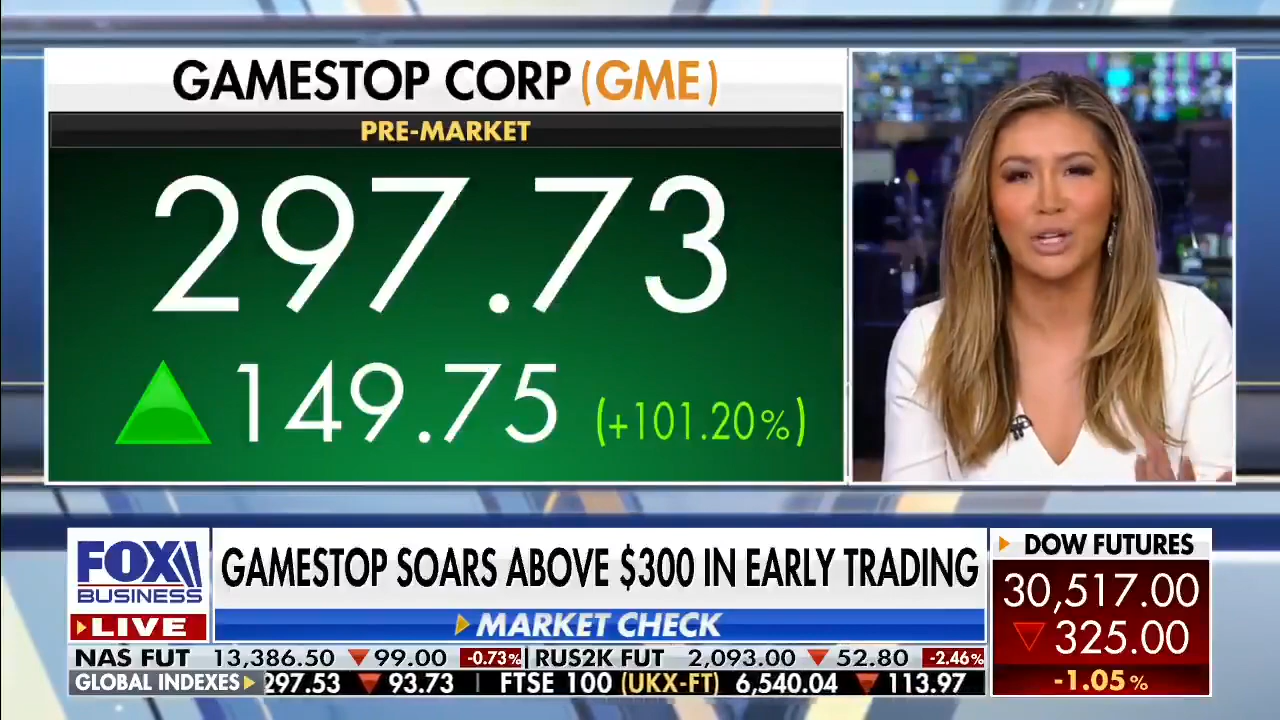 GAMESTOP CORP (GME)
PRE-MARKET
297.73
149.75 (+101.20%)
FOX BUSINESS
LIVE
GAMESTOP SOARS ABOVE $300 IN EARLY TRADING
MARKET CHECK
DOW FUTURES
30,517.00
325.00
-1.05%
NAS FUT 13,386.50 99.00 -0.73% RUS2K FUT 2,093.00 52.80 -2.46%
GLOBAL INDEXES 297.53 93.73 FTSE 100 (UKX-FT) 6,540.04 113.97